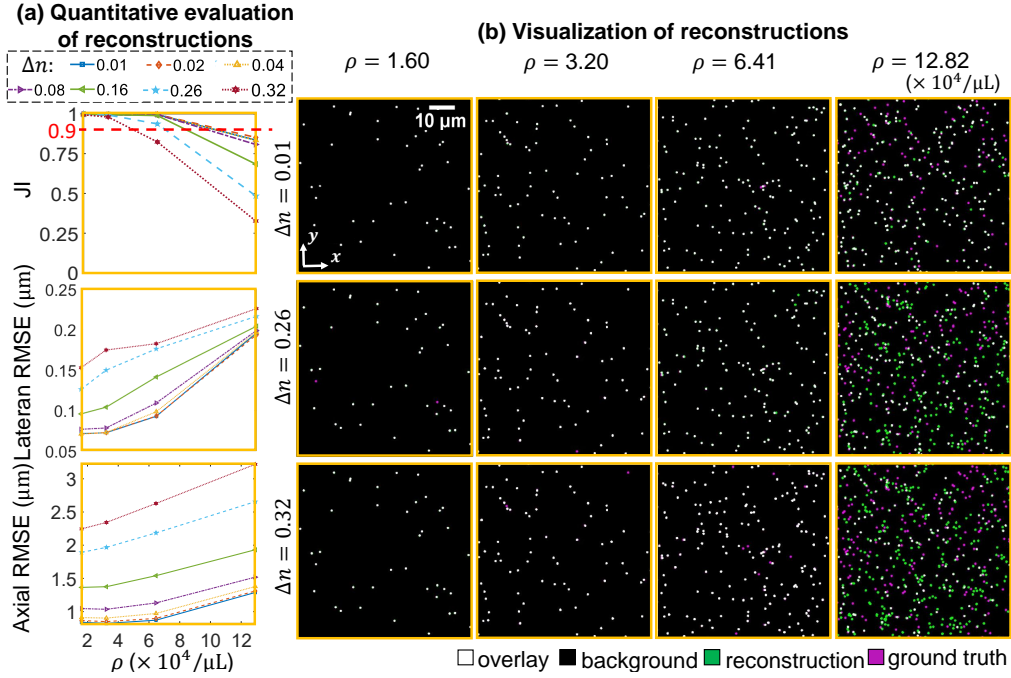 (a) Quantitative evaluation
of reconstructions
Δn: 0.01 0.02 0.04
0.08 0.16 0.26 0.32
1
0.9
0.75
0.5
0.25
0
JI
0.25
0.2
0.15
0.1
0.05
Lateran RMSE (μm)
3
2.5
2
1.5
1
Axial RMSE (μm)
2 4 6 8 10 12
ρ (× 10⁴/μL)
(b) Visualization of reconstructions
ρ = 1.60 ρ = 3.20 ρ = 6.41 ρ = 12.82
(× 10⁴/μL)
10 μm
y
x
Δn = 0.01
Δn = 0.26
Δn = 0.32
overlay background reconstruction ground truth